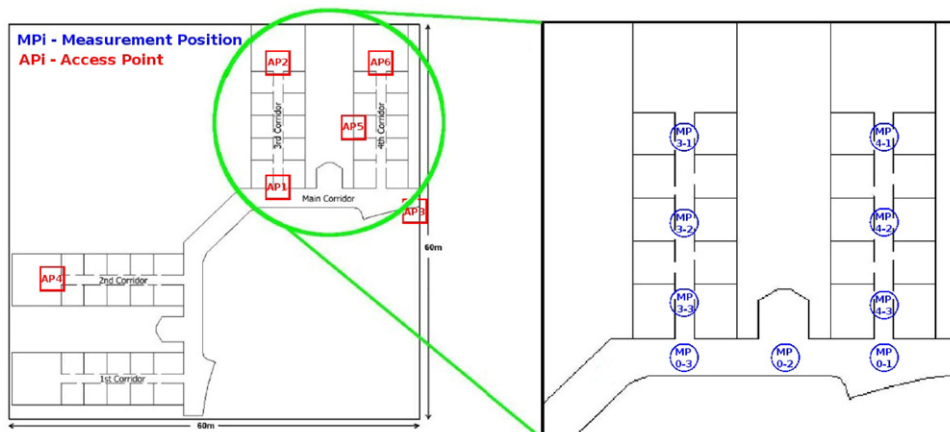 MPi - Measurement Position
APi - Access Point
AP2
AP6
3rd Corridor
AP5
4th Corridor
AP1
Main Corridor
AP3
60m
AP4
2nd Corridor
1st Corridor
60m
MP
3-1
MP
4-1
MP
3-2
MP
4-2
MP
3-3
MP
4-3
MP
0-3
MP
0-2
MP
0-1